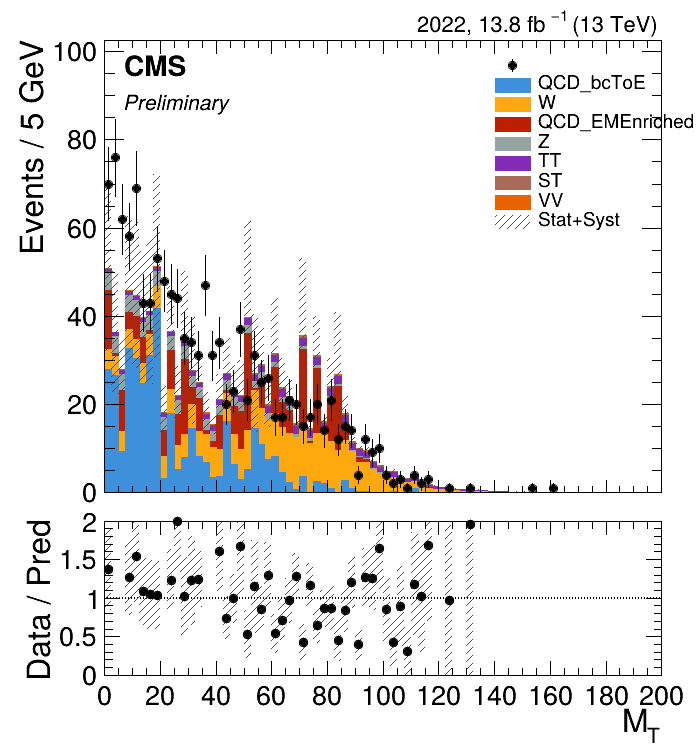 2022, 13.8 fb⁻¹ (13 TeV)
CMS
Preliminary
QCD_bcToE
W
QCD_EMEnriched
Z
TT
ST
VV
Stat+Syst
Events / 5 GeV
100
80
60
40
20
0
Data / Pred
2
1.5
1
0.5
0
0 20 40 60 80 100 120 140 160 180 200
M_T